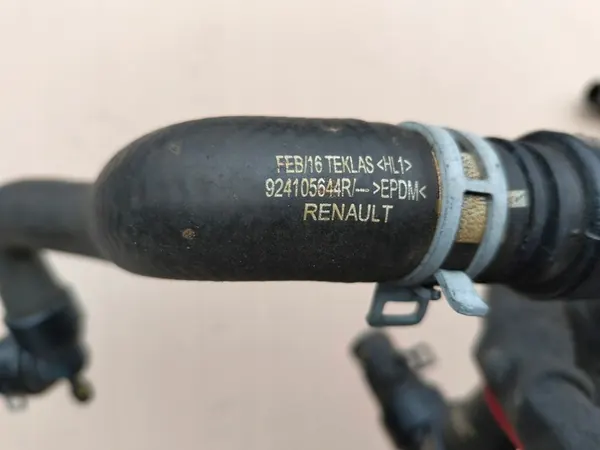 FEB/16 TEKLAS <HL1>
924105644R/--->EPDM<
RENAULT